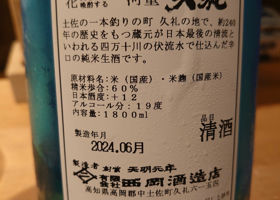 土佐の一本釣りの町 久礼の地で、約240
年の歴史をもつ蔵元が日本最後の清流と
いわれる四万十川の伏流水で仕込んだ辛
口の純米生酒です。
原材料名:米(国産)・米麹(国産米)
精米歩合:60%
日本酒度:+12
アルコール分:19度
内容量:1800ml
品目
清酒
製造年月
2024.06月
製造者 創業 天明元年
有限会社 西岡酒造店
高知県高岡郡中土佐町久礼六一五四